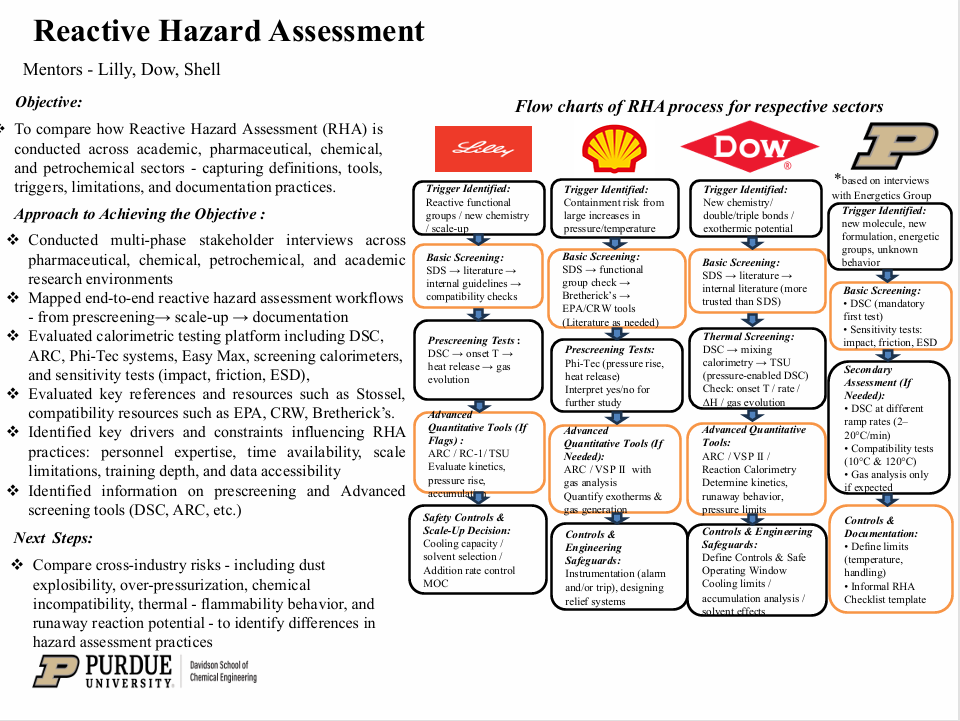 Reactive Hazard Assessment
Mentors - Lilly, Dow, Shell
Objective:
❖ To compare how Reactive Hazard Assessment (RHA) is
conducted across academic, pharmaceutical, chemical,
and petrochemical sectors - capturing definitions, tools,
triggers, limitations, and documentation practices.
Approach to Achieving the Objective :
❖ Conducted multi-phase stakeholder interviews across
pharmaceutical, chemical, petrochemical, and academic
research environments
❖ Mapped end-to-end reactive hazard assessment workflows
- from prescreening→ scale-up → documentation
❖ Evaluated calorimetric testing platform including DSC,
ARC, Phi-Tec systems, Easy Max, screening calorimeters,
and sensitivity tests (impact, friction, ESD),
❖ Evaluated key references and resources such as Stossel,
compatibility resources such as EPA, CRW, Bretherick's.
❖ Identified key drivers and constraints influencing RHA
practices: personnel expertise, time availability, scale
limitations, training depth, and data accessibility
❖ Identified information on prescreening and Advanced
screening tools (DSC, ARC, etc.)
Next Steps:
❖ Compare cross-industry risks - including dust
explosibility, over-pressurization, chemical
incompatibility, thermal - flammability behavior, and
runaway reaction potential - to identify differences in
hazard assessment practices
PURDUE
UNIVERSITY®
Davidson School of
Chemical Engineering
Flow charts of RHA process for respective sectors
Lilly
Trigger Identified:
Reactive functional
groups / new chemistry
/ scale-up
Basic Screening:
SDS → literature →
internal guidelines →
compatibility checks
Prescreening Tests :
DSC → onset T →
heat release → gas
evolution
Advanced
Quantitative Tools (If
Flags) :
ARC / RC-1/ TSU
Evaluate kinetics,
pressure rise,
accumulation
Safety Controls &
Scale-Up Decision:
Cooling capacity /
solvent selection /
Addition rate control
MOC
Trigger Identified:
Containment risk from
large increases in
pressure/temperature
Basic Screening:
SDS → functional
group check →
Bretherick's →
EPA/CRW tools
(Literature as needed)
Prescreening Tests:
Phi-Tec (pressure rise,
heat release)
Interpret yes/no for
further study
Advanced
Quantitative Tools (If
Needed):
ARC / VSP II with
gas analysis
Quantify exotherms &
gas generation
Controls &
Engineering
Safeguards:
Instrumentation (alarm
and/or trip), designing
relief systems
DOW
®
Trigger Identified:
New chemistry/
double/triple bonds /
exothermic potential
Basic Screening:
SDS → literature →
internal literature (more
trusted than SDS)
Thermal Screening:
DSC → mixing
calorimetry → TSU
(pressure-enabled DSC)
Check: onset T / rate /
ΔH / gas evolution
Advanced Quantitative
Tools:
ARC / VSP II /
Reaction Calorimetry
Determine kinetics,
runaway behavior,
pressure limits
Controls & Engineering
Safeguards:
Define Controls & Safe
Operating Window
Cooling limits /
accumulation analysis /
solvent effects
P
*based on interviews
with Energetics Group
Trigger Identified:
new molecule, new
formulation, energetic
groups, unknown
behavior
Basic Screening:
• DSC (mandatory
first test)
• Sensitivity tests:
impact, friction, ESD
Secondary
Assessment (If
Needed):
• DSC at different
ramp rates (2–
20°C/min)
• Compatibility tests
(10°C & 120°C)
• Gas analysis only
if expected
Controls &
Documentation:
• Define limits
(temperature,
handling)
• Informal RHA
Checklist template